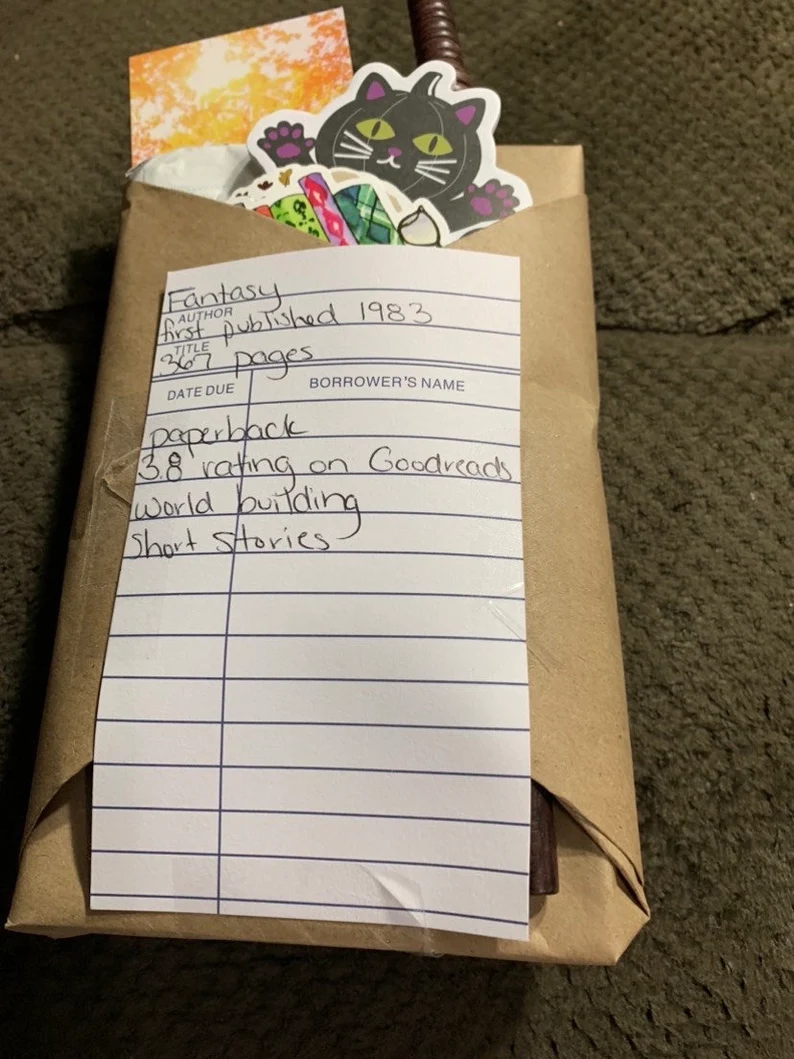 Fantasy
AUTHOR
first published 1983
TITLE
367 pages
DATE DUE BORROWER'S NAME
paperback
3.8 rating on Goodreads
world building
Short Stories